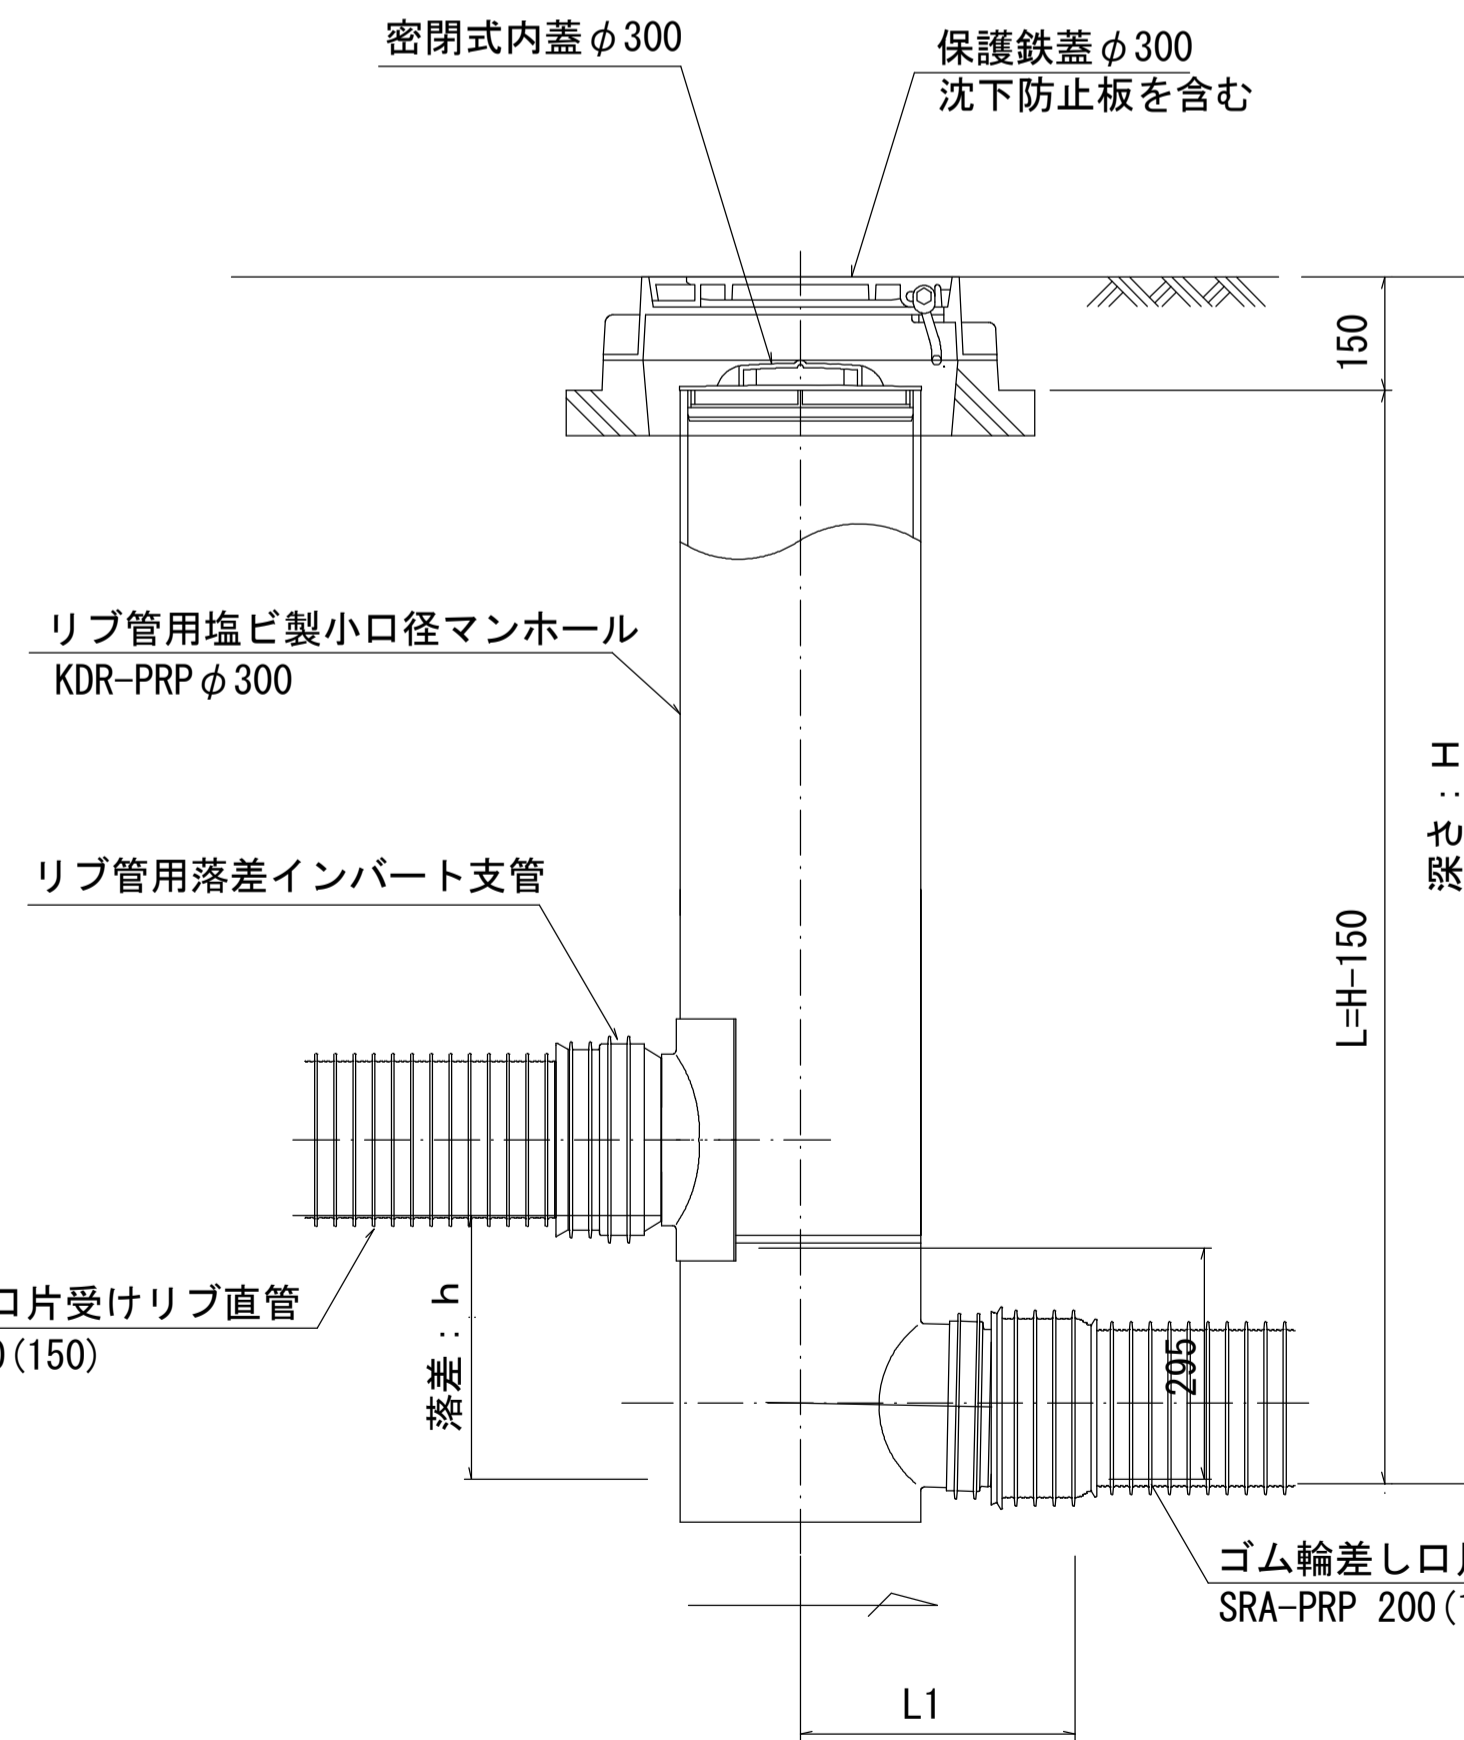 密閉式内蓋φ300
保護鉄蓋φ300
沈下防止板を含む
150
リブ管用塩ビ製小口径マンホール
KDR-PRPφ300
深さ：H
リブ管用落差インバート支管
L=H-150
口片受けリブ直管
0(150)
落差：h
295
ゴム輪差し口
SRA-PRP 200(
L1